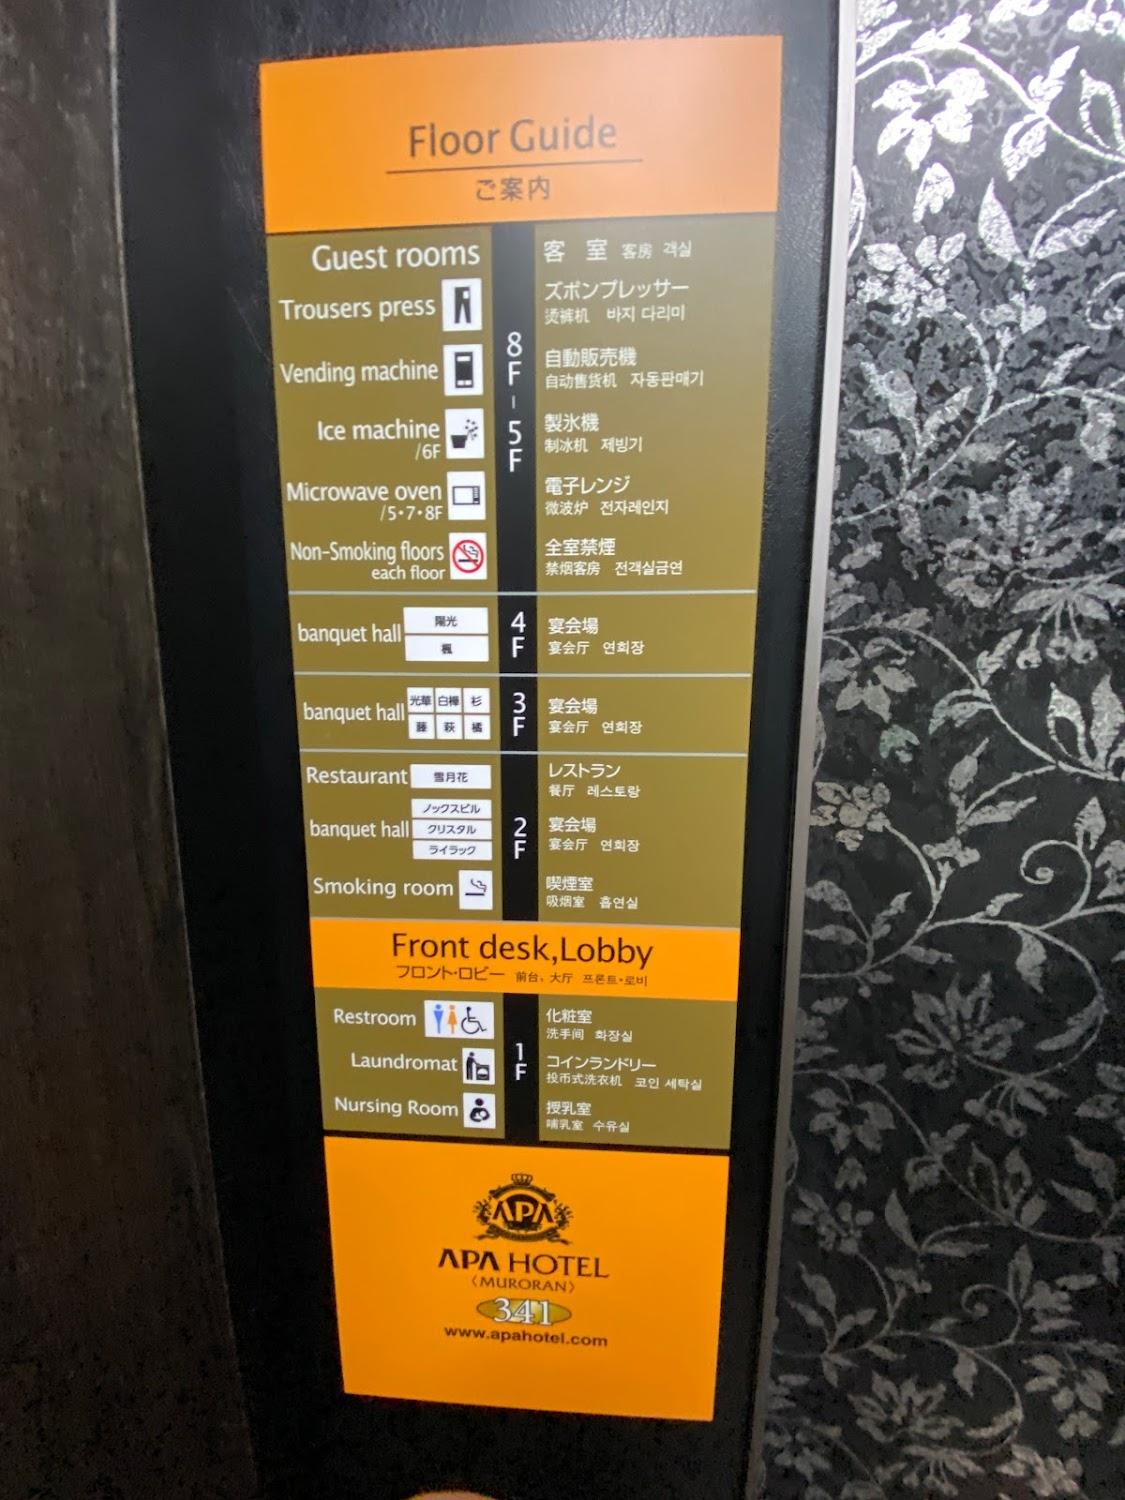 Floor Guide
ご案内
Guest rooms
客 室 客房 객실
Trousers press
ズボンプレッサー
烫裤机 바지 다리미
Vending machine
自動販売機
自动售货机 자동판매기
Ice machine
/6F
製氷機
制冰机 제빙기
Microwave oven
/5・7・8F
電子レンジ
微波炉 전자레인지
Non-Smoking floors
each floor
全室禁煙
禁烟客房 전객실금연
8F-5F
banquet hall
陽光
楓
4F
宴会場
宴会厅 연회장
banquet hall
光華 白樺 杉
藤 萩 橘
3F
宴会場
宴会厅 연회장
Restaurant
雪月花
レストラン
餐厅 레스토랑
banquet hall
ノックスビル
クリスタル
ライラック
2F
宴会場
宴会厅 연회장
Smoking room
喫煙室
吸烟室 흡연실
Front desk,Lobby
フロント・ロビー 前台、大厅 프론트・로비
Restroom
化粧室
洗手间 화장실
Laundromat
1F
コインランドリー
投币式洗衣机 코인 세탁실
Nursing Room
授乳室
哺乳室 수유실
APA
APA HOTEL
〈MURORAN〉
341
www.apahotel.com